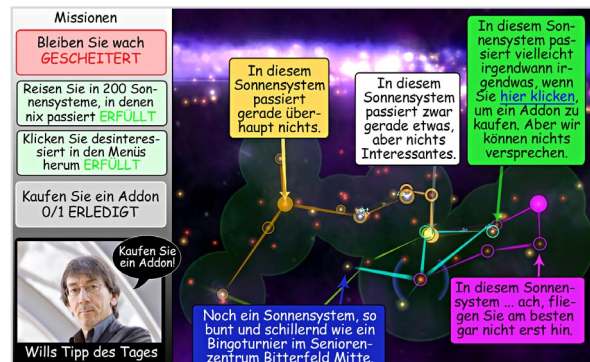 Missionen
Bleiben Sie wach
GESCHEITERT
Reisen Sie in 200 Son-
nensysteme, in denen
nix passiert ERFÜLLT
Klicken Sie desinteres-
siert in den Menüs
herum ERFÜLLT
Kaufen Sie ein Addon
0/1 ERLEDIGT
Kaufen Sie
ein Addon!
Wills Tipp des Tages
In diesem
Sonnensystem
passiert
gerade über-
haupt nichts.
In diesem
Sonnensystem
passiert zwar
gerade etwas,
aber nichts
Interessantes.
In diesem Son-
nensystem pas-
siert vielleicht
irgendwann ir-
gendwas, wenn
Sie hier klicken,
um ein Addon zu
kaufen. Aber wir
können nichts
versprechen.
Noch ein Sonnensystem, so
bunt und schillernd wie ein
Bingoturnier im Senioren-
zentrum Bitterfeld Mitte.
In diesem Sonnen-
system ... ach, flie-
gen Sie am besten
gar nicht erst hin.